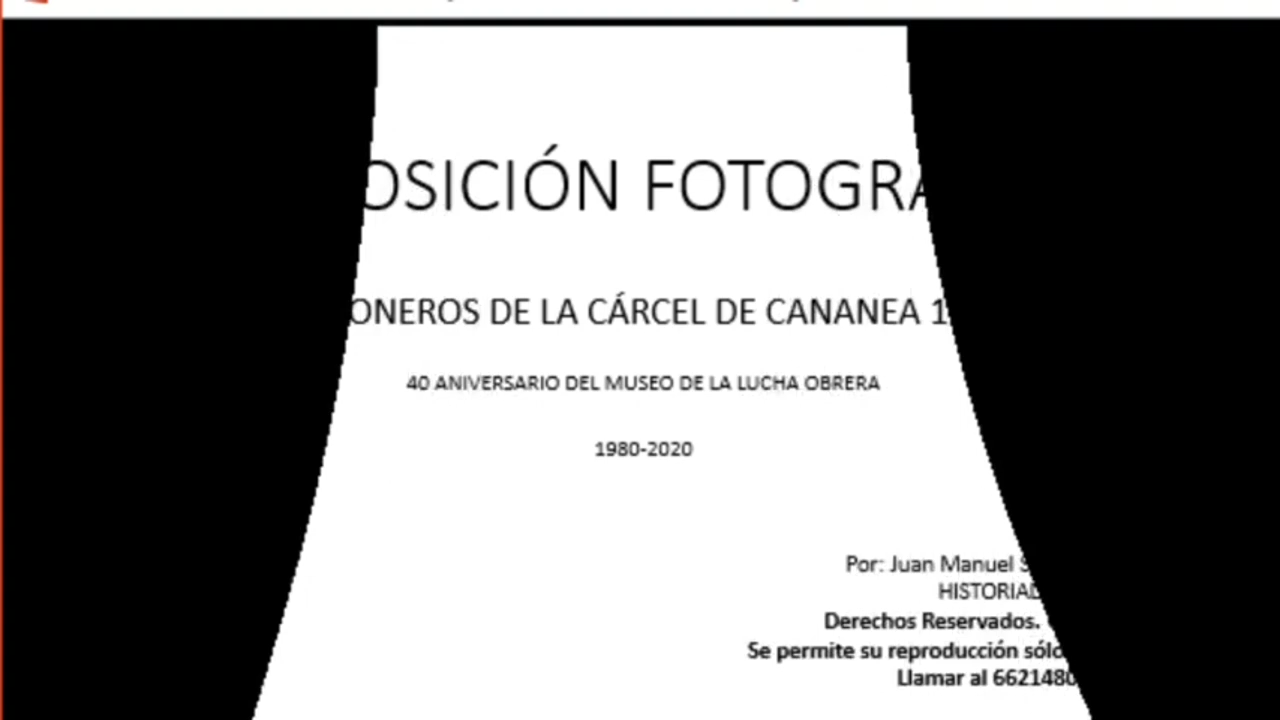 OSICIÓN FOTOGRA
ONEROS DE LA CÁRCEL DE CANANEA 1
40 ANIVERSARIO DEL MUSEO DE LA LUCHA OBRERA
1980-2020
Por: Juan Manuel S
HISTORIAD
Derechos Reservados.
Se permite su reproducción sólo
Llamar al 6621480